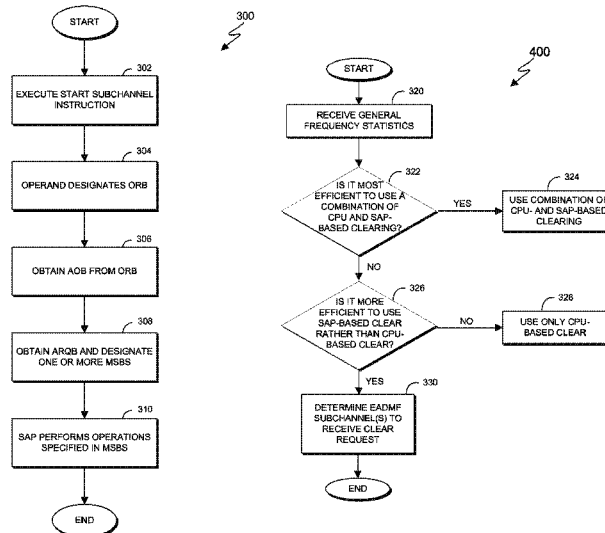 START
300
302
EXECUTE START SUBCHANNEL
INSTRUCTION
304
OPERAND DESIGNATES ORB
306
OBTAIN AOB FROM ORB
308
OBTAIN ARQB AND DESIGNATE
ONE OR MORE MSBS
310
SAP PERFORMS OPERATIONS
SPECIFIED IN MSBS
END
START
400
320
RECEIVE GENERAL
FREQUENCY STATISTICS
322
IS IT MOST
EFFICIENT TO USE A
COMBINATION OF
CPU AND SAP-
BASED CLEARING?
YES
324
USE COMBINATION OF
CPU- AND SAP-BASED
CLEARING
NO
326
IS IT MORE
EFFICIENT TO USE
SAP-BASED CLEAR
RATHER THAN CPU-
BASED CLEAR?
NO
328
USE ONLY CPU-
BASED CLEAR
YES
330
DETERMINE EADMF
SUBCHANNEL(S) TO
RECEIVE CLEAR
REQUEST
END